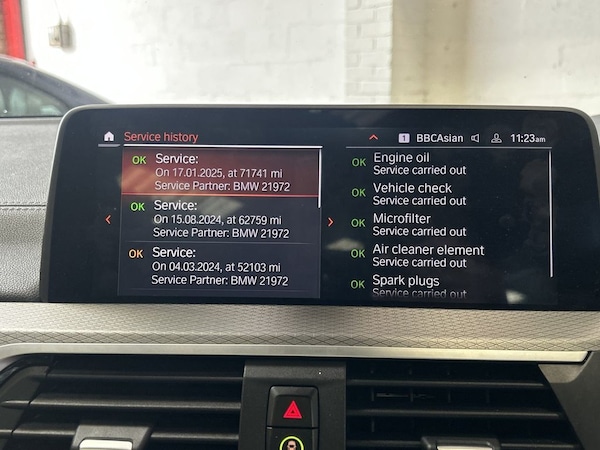 Service history
1 BBCAsian 11:23am
OK Service:
On 17.01.2025, at 71741 mi
Service Partner: BMW 21972
OK Service:
On 15.08.2024, at 62759 mi
Service Partner: BMW 21972
OK Service:
On 04.03.2024, at 52103 mi
Service Partner: BMW 21972
OK Engine oil
Service carried out
OK Vehicle check
Service carried out
OK Microfilter
Service carried out
OK Air cleaner element
Service carried out
OK Spark plugs
Service carried out